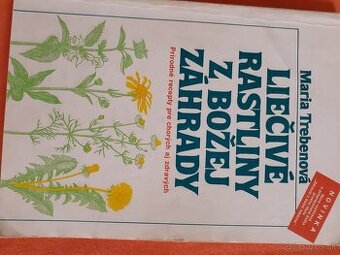 Maria Trebenová
LIEČIVÉ
RASTLINY
Z BOŽEJ
ZÁHRADY
Prírodné recepty pre chorých aj zdravých
NOVINKA